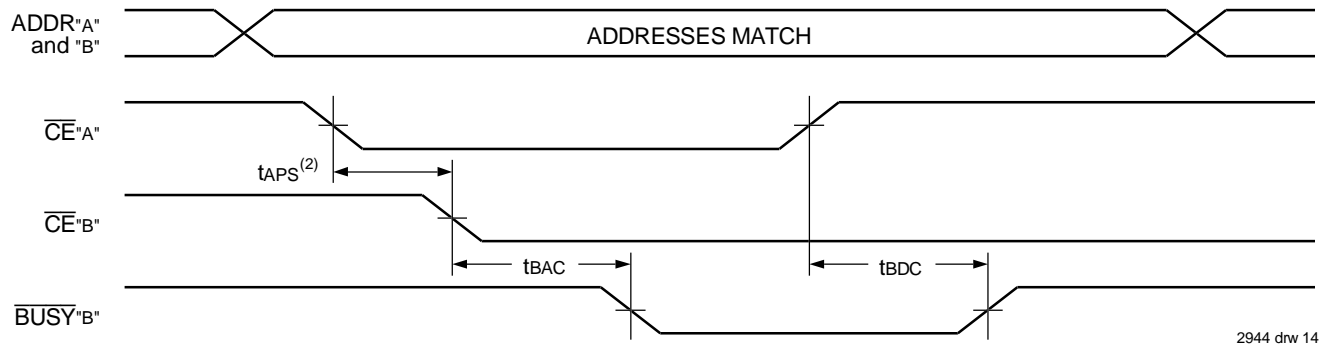 ADDR"A"
and "B"
ADDRESSES MATCH
CE"A"
tAPS(2)
CE"B"
tBAC
tBDC
BUSY"B"
2944 drw 14